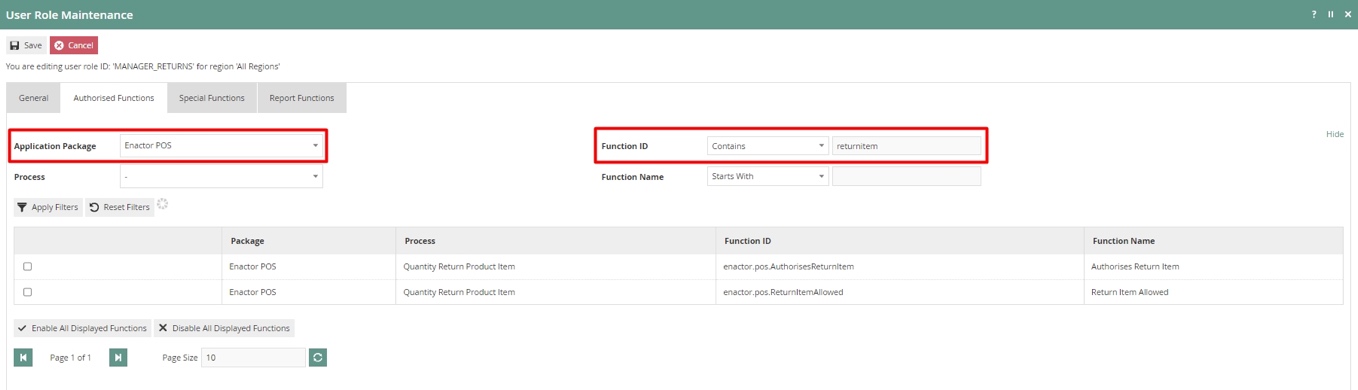 User Role Maintenance
Save Cancel
You are editing user role ID: 'MANAGER_RETURNS' for region 'All Regions'
General Authorised Functions Special Functions Report Functions
Hide
Application Package Enactor POS Function ID Contains returnitem
Process - Function Name Starts With
Apply Filters Reset Filters
Package Process Function ID Function Name
Enactor POS Quantity Return Product Item enactor.pos.AuthorisesReturnItem Authorises Return Item
Enactor POS Quantity Return Product Item enactor.pos.ReturnItemAllowed Return Item Allowed
Enable All Displayed Functions Disable All Displayed Functions
Page 1 of 1 Page Size 10